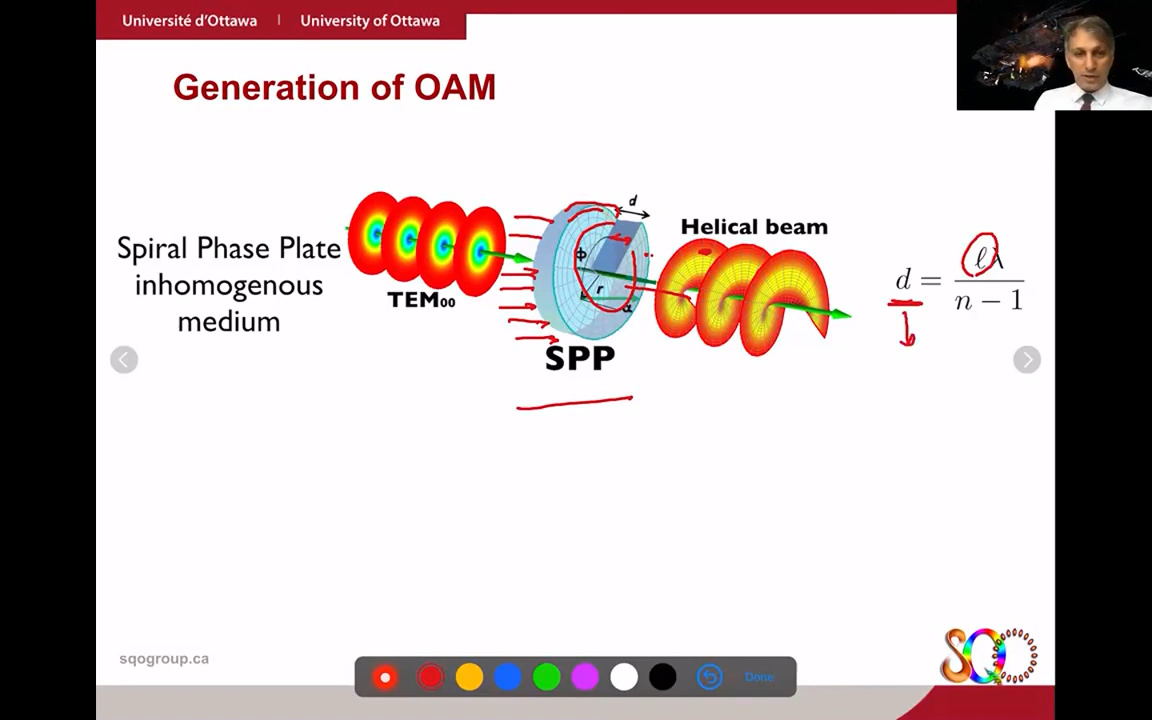 Université d'Ottawa | University of Ottawa
Generation of OAM
Spiral Phase Plate
inhomogenous
medium
TEM₀₀
d
ϕ
r
α
SPP
Helical beam
d = ℓλ / (n − 1)
sqogroup.ca
SQO
Done